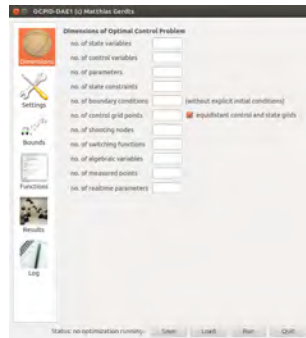 OCPID-DAE1 (c) Matthias Gerdts
Dimensions of Optimal Control Problem
no. of state variables
no. of control variables
no. of parameters
no. of state constraints
no. of boundary conditions (without explicit initial conditions)
no. of control grid points equidistant control and state grids
no. of shooting nodes
no. of switching functions
no. of algebraic variables
no. of measured points
no. of realtime parameters
Dimensions
Settings
Bounds
Functions
Results
Log
Status: no optimization running- Save Load Run Quit